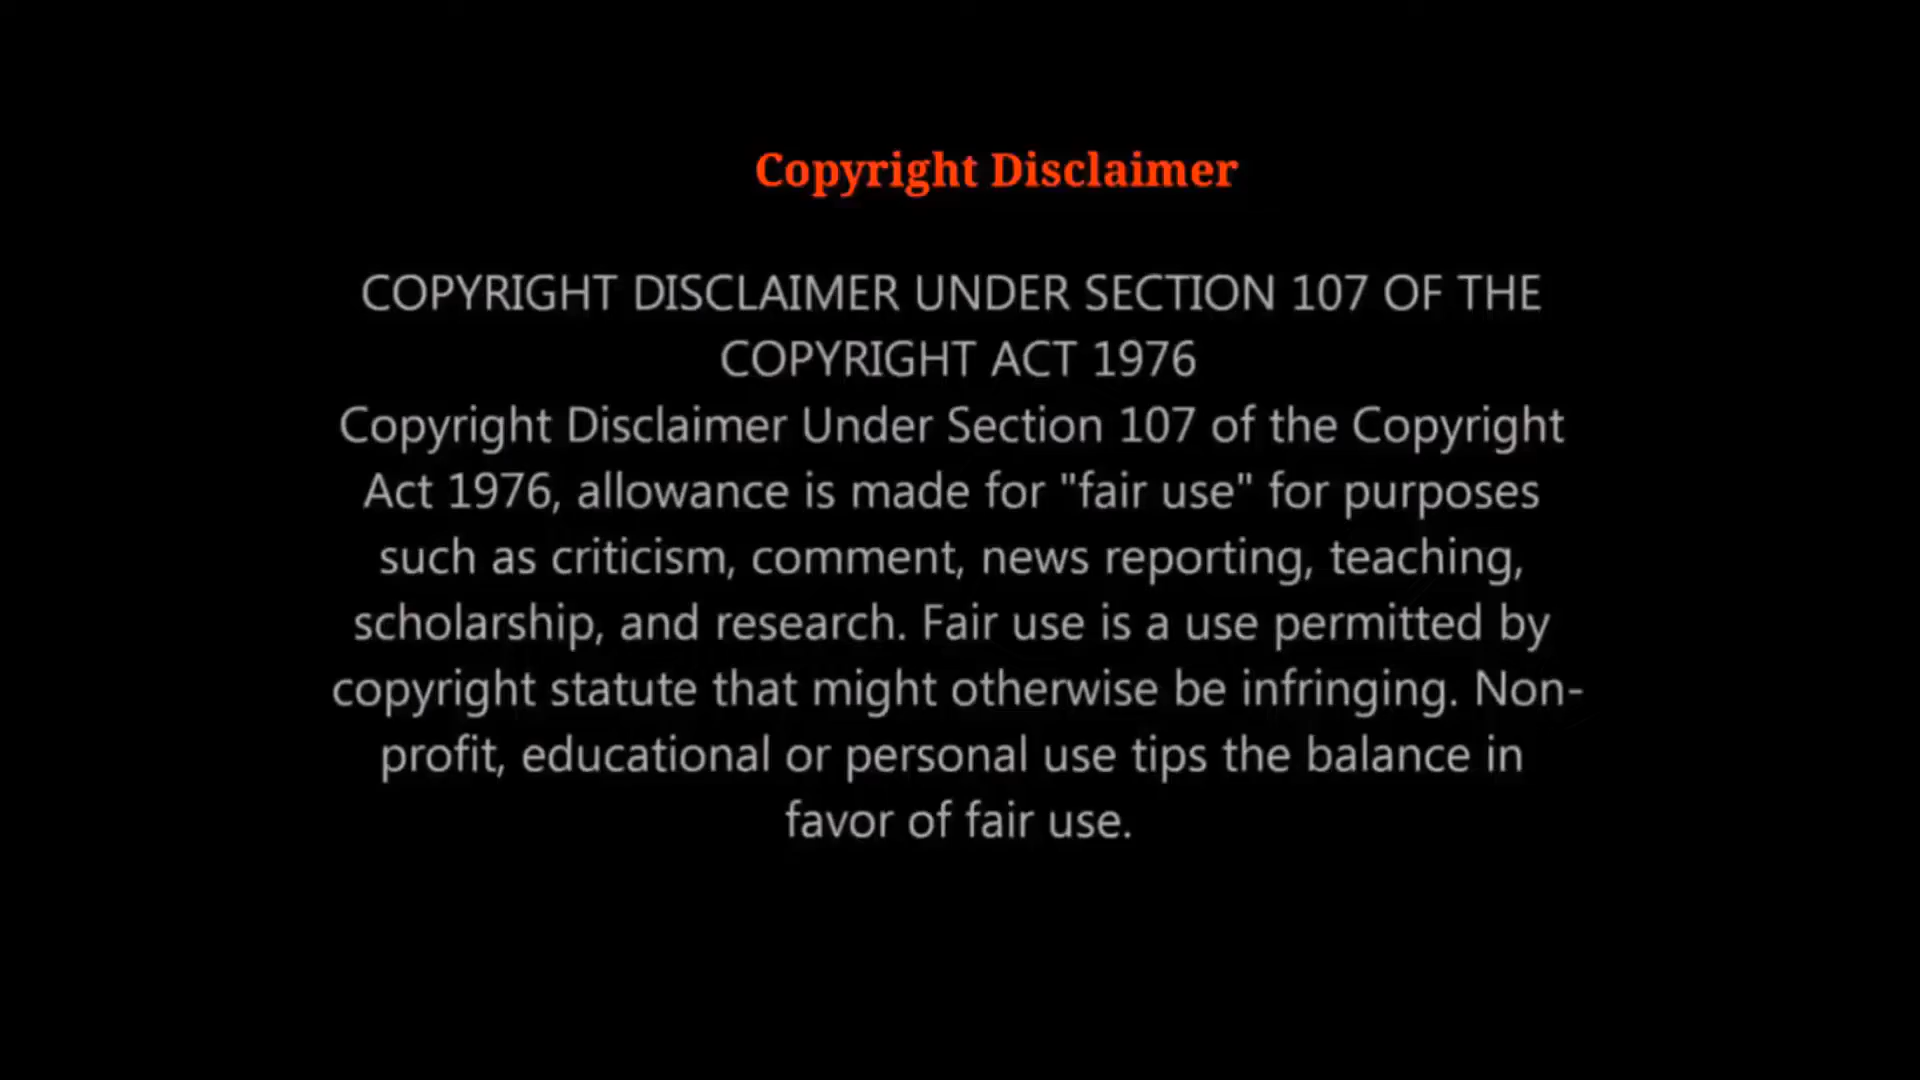 Copyright Disclaimer
COPYRIGHT DISCLAIMER UNDER SECTION 107 OF THE
COPYRIGHT ACT 1976
Copyright Disclaimer Under Section 107 of the Copyright
Act 1976, allowance is made for "fair use" for purposes
such as criticism, comment, news reporting, teaching,
scholarship, and research. Fair use is a use permitted by
copyright statute that might otherwise be infringing. Non-
profit, educational or personal use tips the balance in
favor of fair use.